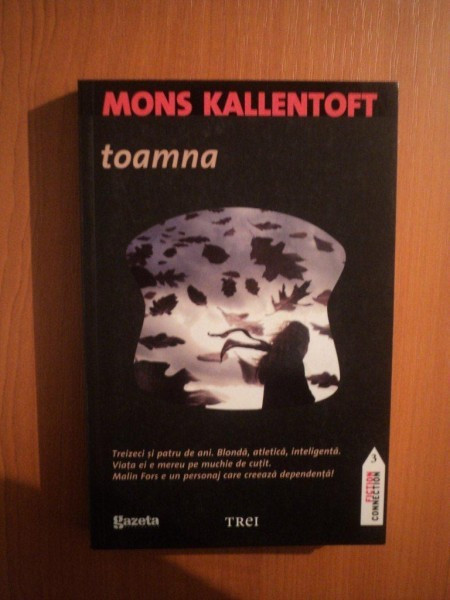 MONS KALLENTOFT
toamna
Treizeci și patru de ani. Blondă, atletică, inteligentă.
Viața ei e mereu pe muchie de cuțit.
Malin Fors e un personaj care creează dependență!
3
FICTION
CONNECTION
gazeta
TREI